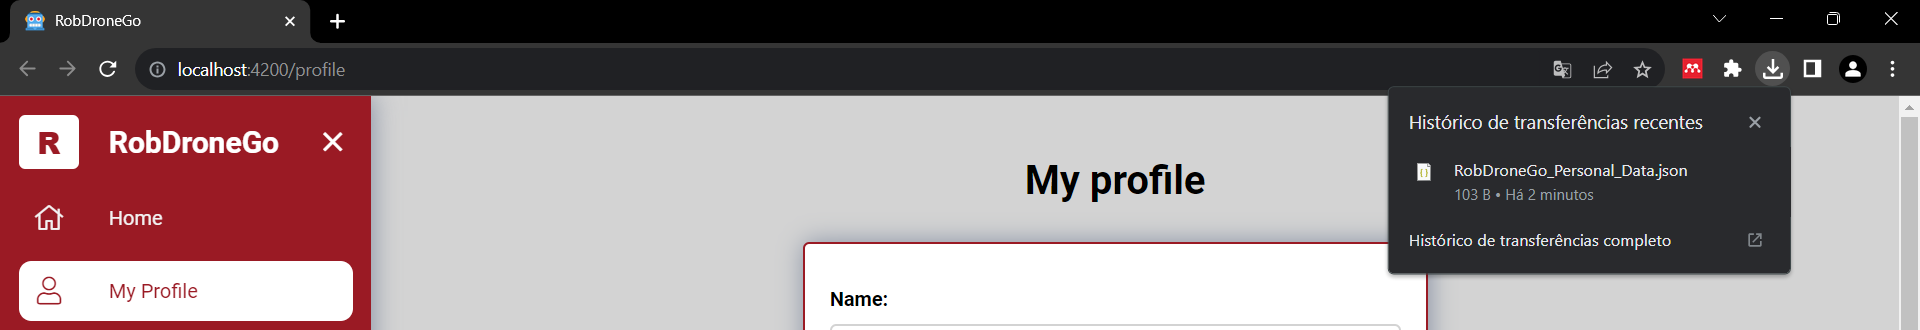 RobDroneGo
localhost:4200/profile
R
RobDroneGo
Home
My Profile
My profile
Name:
Histórico de transferências recentes
RobDroneGo_Personal_Data.json
103 B • Há 2 minutos
Histórico de transferências completo